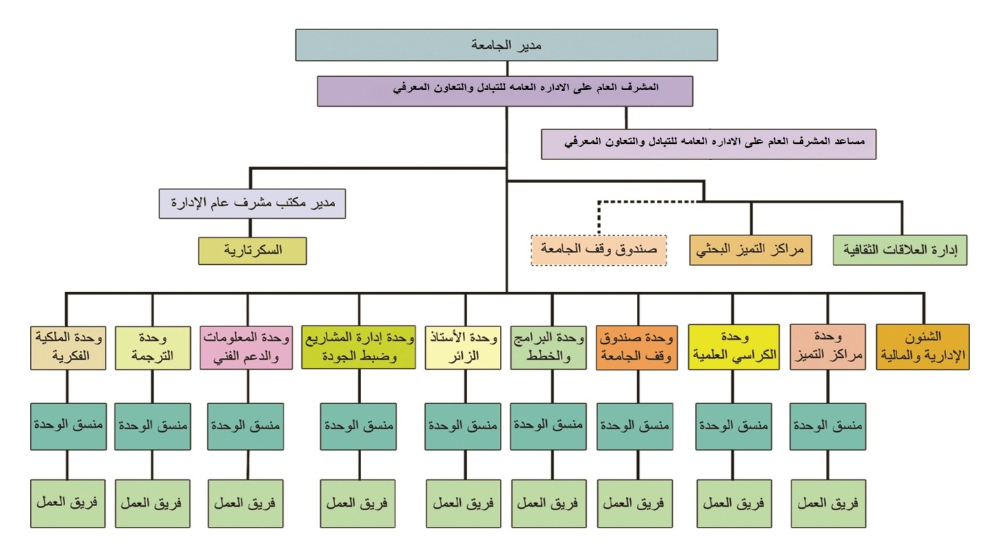 مدير الجامعة
المشرف العام على الاداره العامه للتبادل والتعاون المعرفي
مساعد المشرف العام على الاداره العامه للتبادل والتعاون المعرفي
مدير مكتب مشرف عام الإدارة
السكرتارية
إدارة العلاقات الثقافية
مراكز التميز البحثي
صندوق وقف الجامعة
الشئون
الإدارية والمالية
وحدة
مراكز التميز
وحدة
الكراسي العلمية
وحدة صندوق
وقف الجامعة
وحدة البرامج
والخطط
وحدة الأستاذ
الزائر
وحدة إدارة المشاريع
وضبط الجودة
وحدة المعلومات
والدعم الفني
وحدة
الترجمة
وحدة الملكية
الفكرية
منسق الوحدة
منسق الوحدة
منسق الوحدة
منسق الوحدة
منسق الوحدة
منسق الوحدة
منسق الوحدة
منسق الوحدة
منسق الوحدة
فريق العمل
فريق العمل
فريق العمل
فريق العمل
فريق العمل
فريق العمل
فريق العمل
فريق العمل
فريق العمل